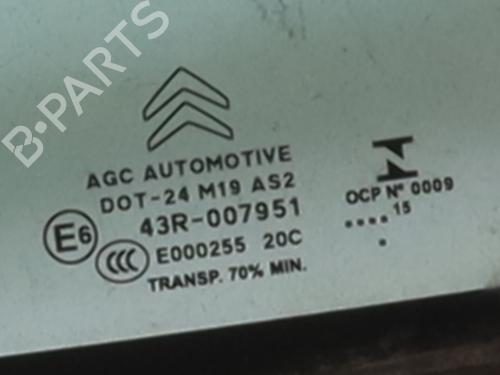 B-PARTS
AGC AUTOMOTIVE
DOT-24 M19 AS2
43R-007951
E6
CCC
E000255 20C
TRANSP. 70% MIN.
OCP Nº 0009
.... 15
.